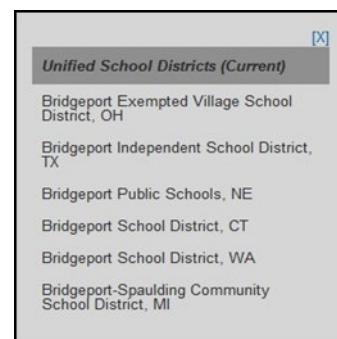 [X]
Unified School Districts (Current)
Bridgeport Exempted Village School
District, OH
Bridgeport Independent School District,
TX
Bridgeport Public Schools, NE
Bridgeport School District, CT
Bridgeport School District, WA
Bridgeport-Spaulding Community
School District, MI